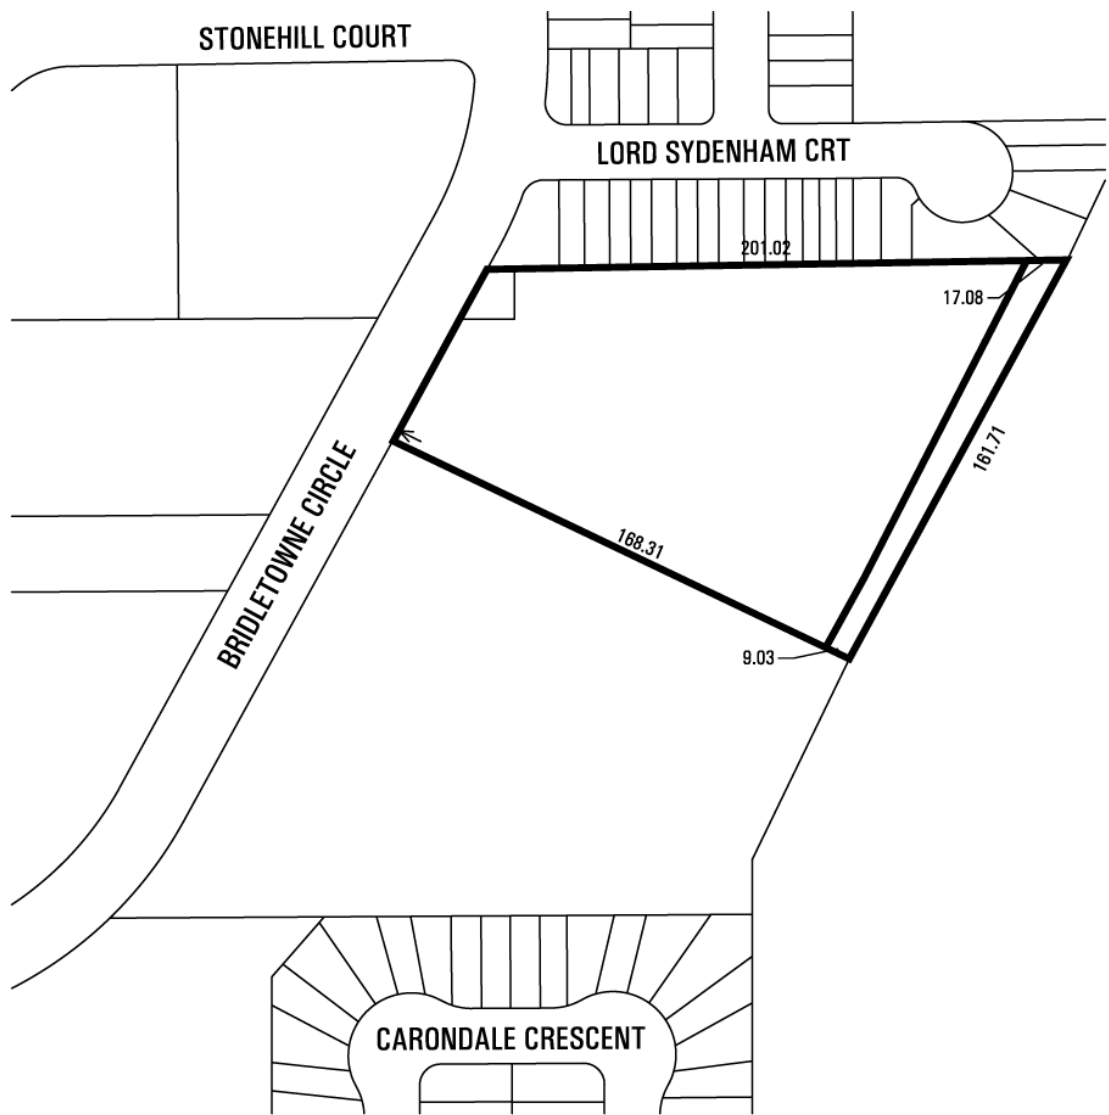 STONEHILL COURT
LORD SYDENHAM CRT
201.02
17.08
161.71
BRIDLETOWNE CIRCLE
168.31
9.03
CARONDALE CRESCENT